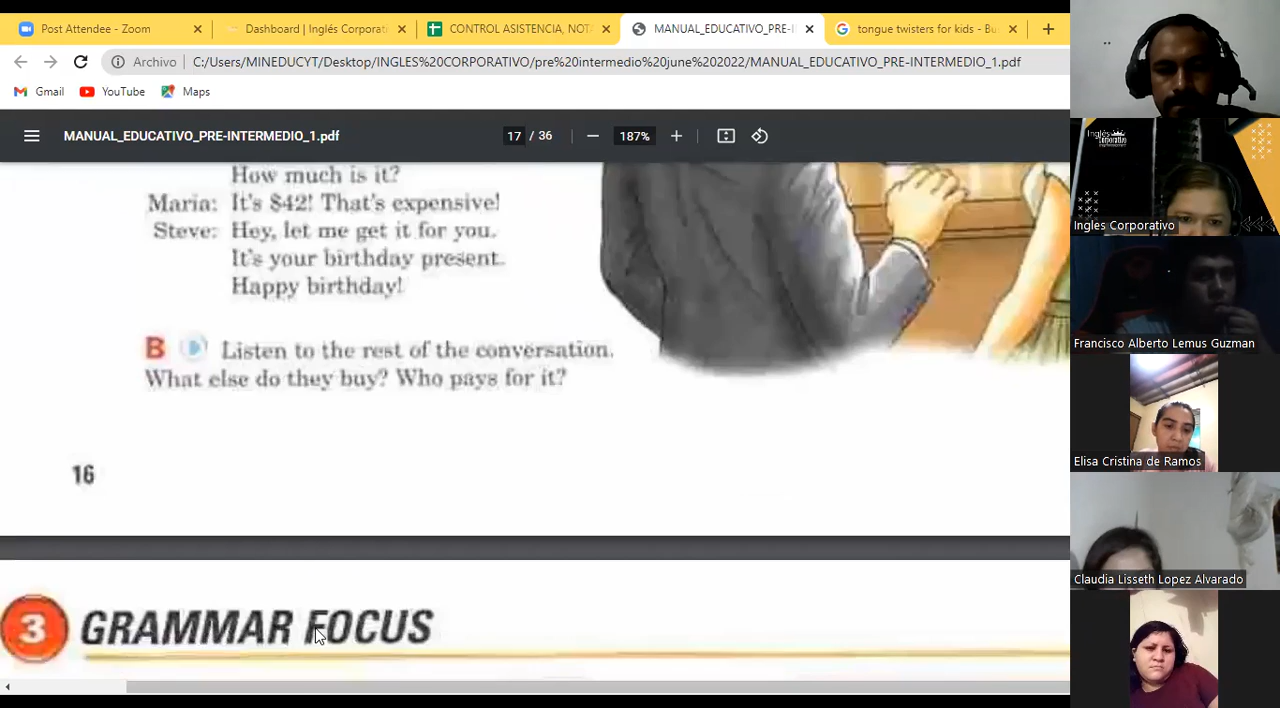 Post Attendee - Zoom
Dashboard | Inglés Corporati
CONTROL ASISTENCIA, NOT
MANUAL_EDUCATIVO_PRE-I
tongue twisters for kids - Bu
Archivo
C:/Users/MINEDUCYT/Desktop/INGLES%20CORPORATIVO/pre%20intermedio%20june%202022/MANUAL_EDUCATIVO_PRE-INTERMEDIO_1.pdf
Gmail
YouTube
Maps
MANUAL_EDUCATIVO_PRE-INTERMEDIO_1.pdf
17 / 36
187%
How much is it?
Maria: It's $42! That's expensive!
Steve: Hey, let me get it for you.
It's your birthday present.
Happy birthday!
B Listen to the rest of the conversation.
What else do they buy? Who pays for it?
16
3 GRAMMAR FOCUS
Inglés
Corporativo
Ingles Corporativo
Francisco Alberto Lemus Guzman
Elisa Cristina de Ramos
Claudia Lisseth Lopez Alvarado